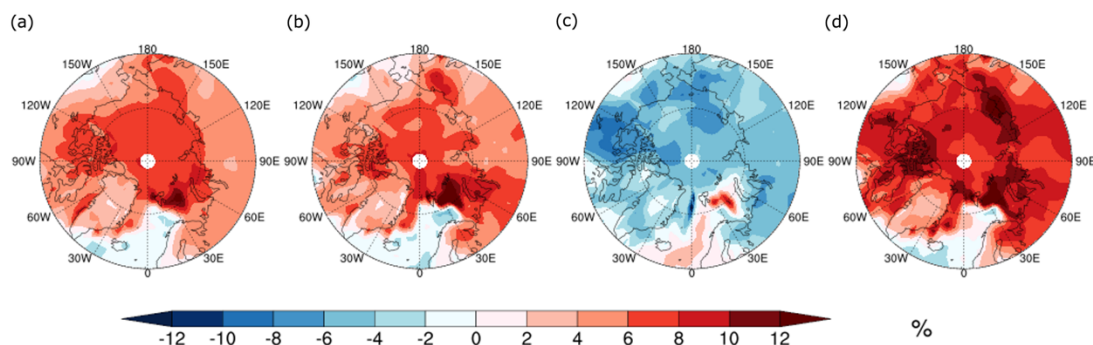 (a) (b) (c) (d)
180 180 180 180
150W 150E 150W 150E 150W 150E 150W 150E
120W 120E 120W 120E 120W 120E 120W 120E
90W 90E 90W 90E 90W 90E 90W 90E
60W 60E 60W 60E 60W 60E 60W 60E
30W 30E 30W 30E 30W 30E 30W 30E
0 0 0 0
-12 -10 -8 -6 -4 -2 0 2 4 6 8 10 12 %